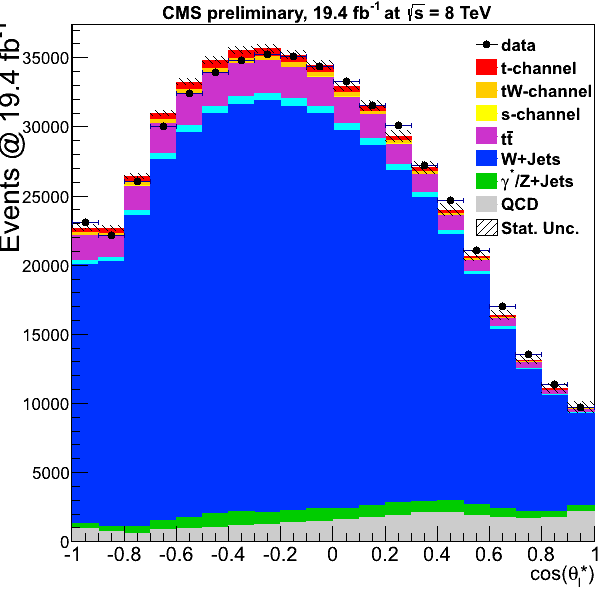 CMS preliminary, 19.4 fb⁻¹ at √s = 8 TeV
Events @ 19.4 fb⁻¹
35000
30000
25000
20000
15000
10000
5000
0
data
t-channel
tW-channel
s-channel
tt̄
W+Jets
γ*/Z+Jets
QCD
Stat. Unc.
-1 -0.8 -0.6 -0.4 -0.2 0 0.2 0.4 0.6 0.8 1
cos(θₗ*)